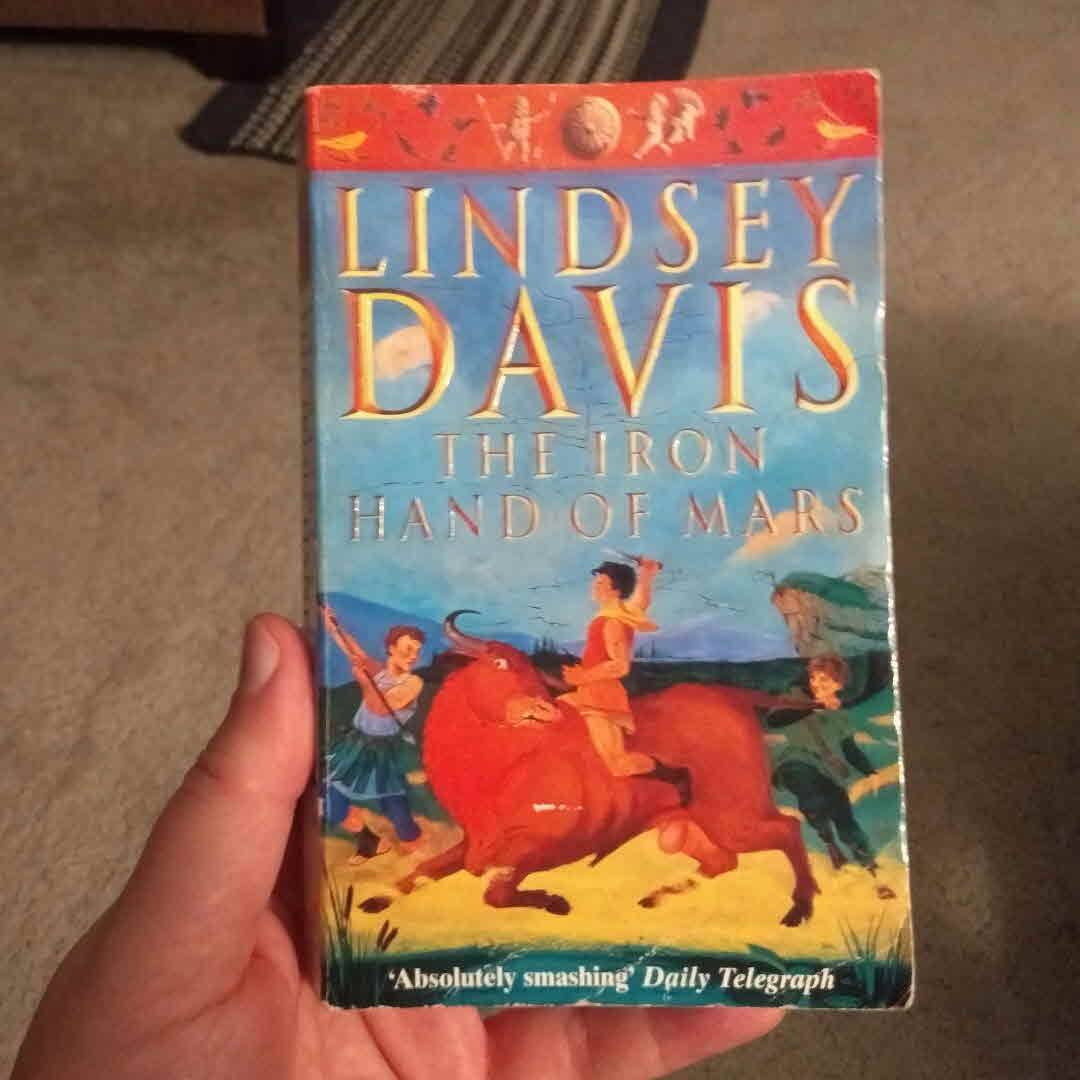 LINDSEY
DAVIS
THE IRON
HAND OF MARS
‘Absolutely smashing’ Daily Telegraph